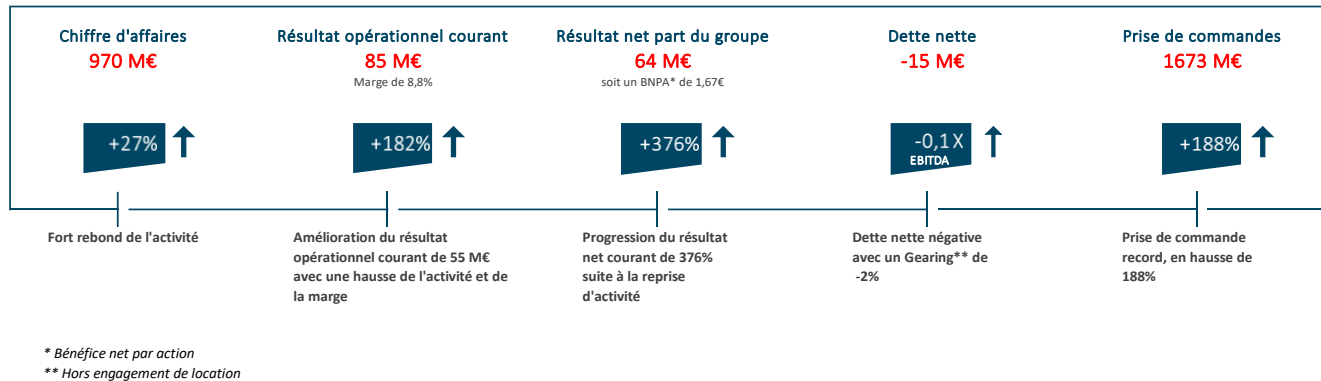 Chiffre d'affaires
970 M€
+27%
Fort rebond de l'activité
Résultat opérationnel courant
85 M€
Marge de 8,8%
+182%
Amélioration du résultat
opérationnel courant de 55 M€
avec une hausse de l'activité et de
la marge
Résultat net part du groupe
64 M€
soit un BNPA* de 1,67€
+376%
Progression du résultat
net courant de 376%
suite à la reprise
d'activité
Dette nette
-15 M€
-0,1X
EBITDA
Dette nette négative
avec un Gearing** de
-2%
Prise de commandes
1673 M€
+188%
Prise de commande
record, en hausse de
188%
* Bénéfice net par action
** Hors engagement de location